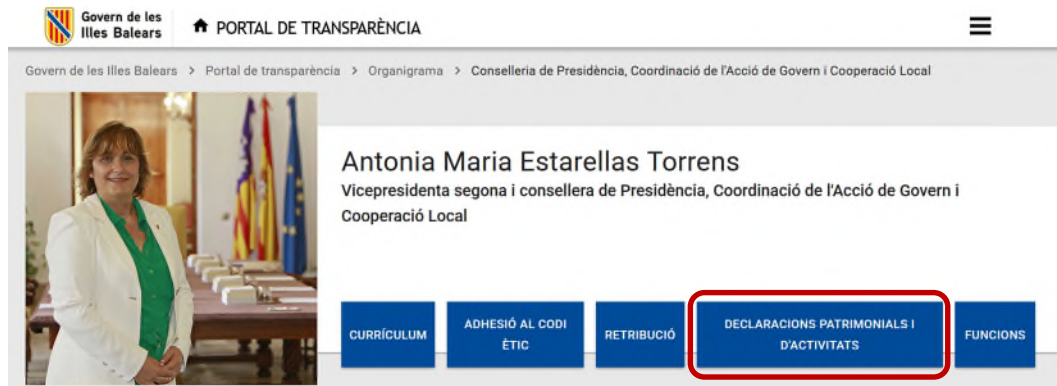 Govern de les
Illes Balears
PORTAL DE TRANSPARÈNCIA
Govern de les Illes Balears > Portal de transparència > Organigrama > Conselleria de Presidència, Coordinació de l'Acció de Govern i Cooperació Local
Antonia Maria Estarellas Torrens
Vicepresidenta segona i consellera de Presidència, Coordinació de l'Acció de Govern i
Cooperació Local
CURRÍCULUM
ADHESIÓ AL CODI
ÈTIC
RETRIBUCIÓ
DECLARACIONS PATRIMONIALS I
D'ACTIVITATS
FUNCIONS